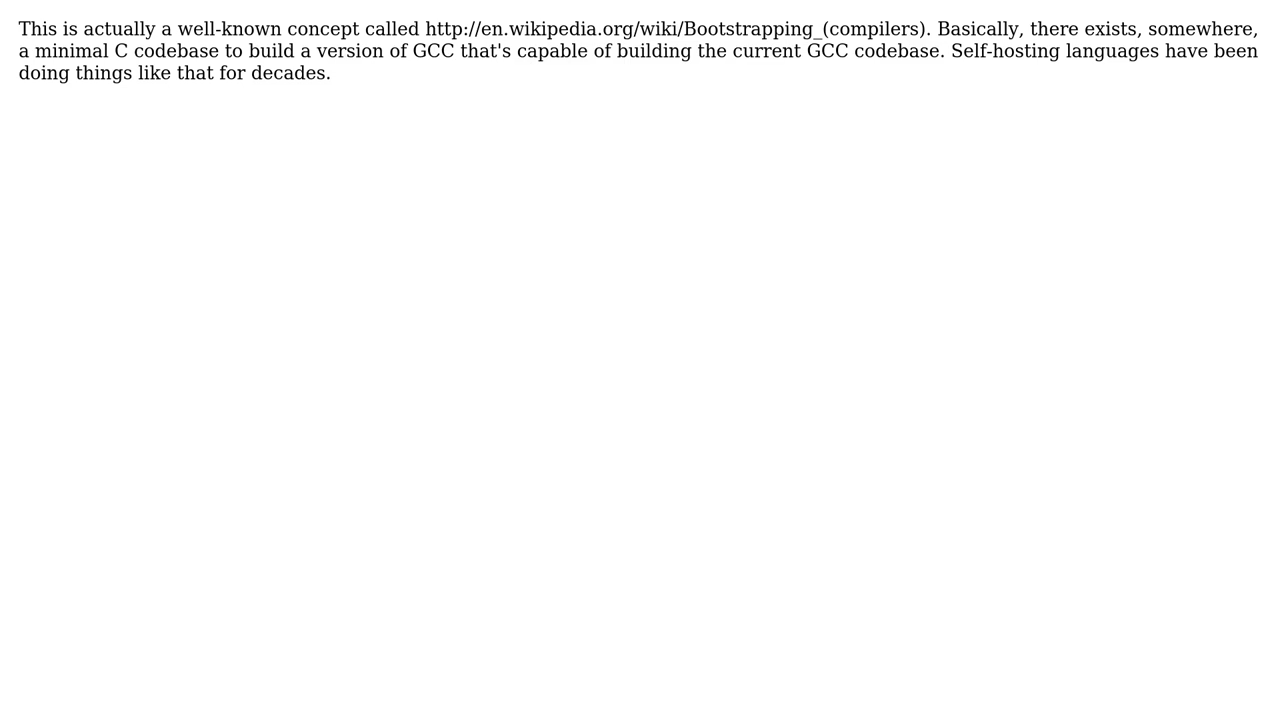 This is actually a well-known concept called http://en.wikipedia.org/wiki/Bootstrapping_(compilers). Basically, there exists, somewhere,
a minimal C codebase to build a version of GCC that's capable of building the current GCC codebase. Self-hosting languages have been
doing things like that for decades.